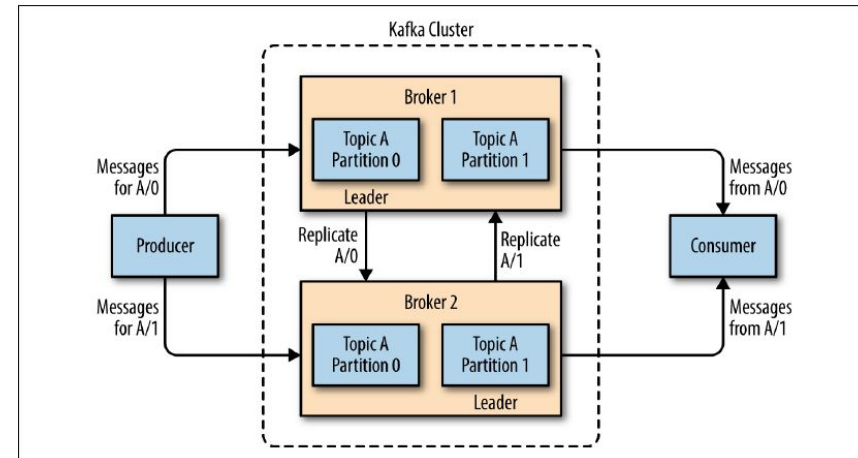 Kafka Cluster
Broker 1
Topic A
Partition 0
Topic A
Partition 1
Leader
Messages
for A/0
Messages
from A/0
Producer
Replicate
A/0
Replicate
A/1
Consumer
Messages
for A/1
Messages
from A/1
Broker 2
Topic A
Partition 0
Topic A
Partition 1
Leader